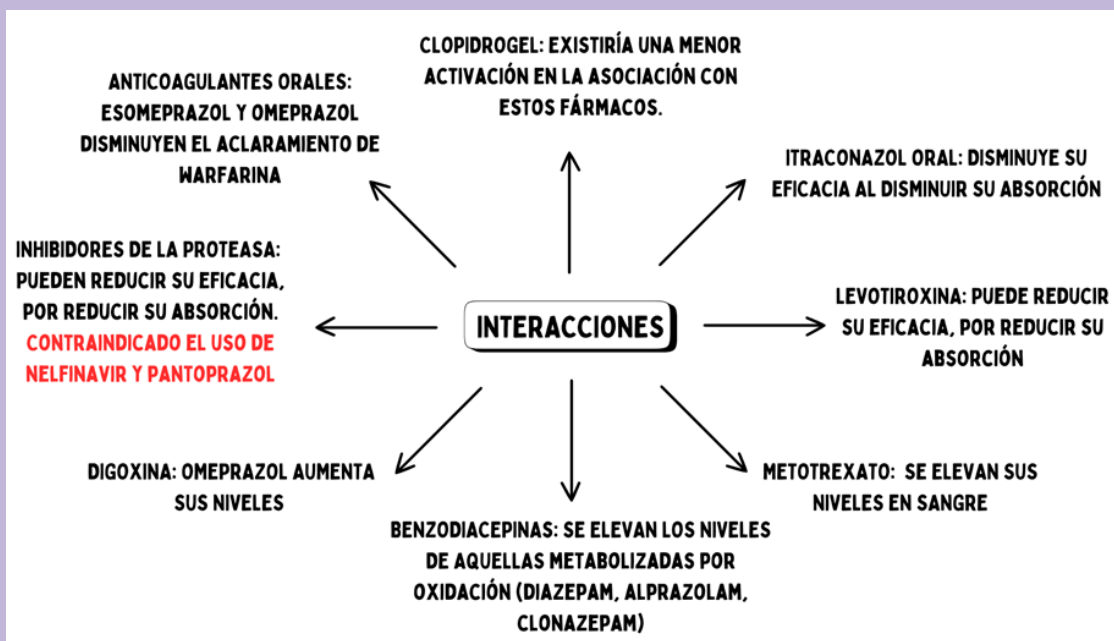 CLOPIDROGEL: EXISTIRÍA UNA MENOR
ACTIVACIÓN EN LA ASOCIACIÓN CON
ESTOS FÁRMACOS.
ANTICOAGULANTES ORALES:
ESOMEPRAZOL Y OMEPRAZOL
DISMINUYEN EL ACLARAMIENTO DE
WARFARINA
ITRACONAZOL ORAL: DISMINUYE SU
EFICACIA AL DISMINUIR SU ABSORCIÓN
INHIBIDORES DE LA PROTEASA:
PUEDEN REDUCIR SU EFICACIA,
POR REDUCIR SU ABSORCIÓN.
CONTRAINDICADO EL USO DE
NELFINAVIR Y PANTOPRAZOL
INTERACCIONES
LEVOTIROXINA: PUEDE REDUCIR
SU EFICACIA, POR REDUCIR SU
ABSORCIÓN
DIGOXINA: OMEPRAZOL AUMENTA
SUS NIVELES
METOTREXATO: SE ELEVAN SUS
NIVELES EN SANGRE
BENZODIACEPINAS: SE ELEVAN LOS NIVELES
DE AQUELLAS METABOLIZADAS POR
OXIDACIÓN (DIAZEPAM, ALPRAZOLAM,
CLONAZEPAM)